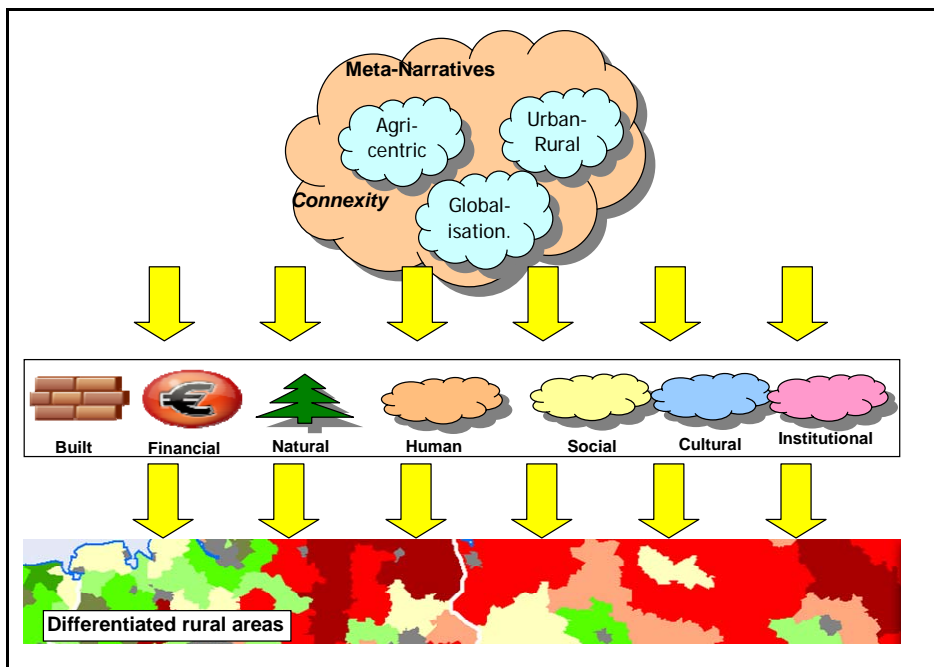 Meta-Narratives
Agri-
centric
Urban-
Rural
Connexity
Global-
isation.
Built
Financial
Natural
Human
Social
Cultural
Institutional
Differentiated rural areas